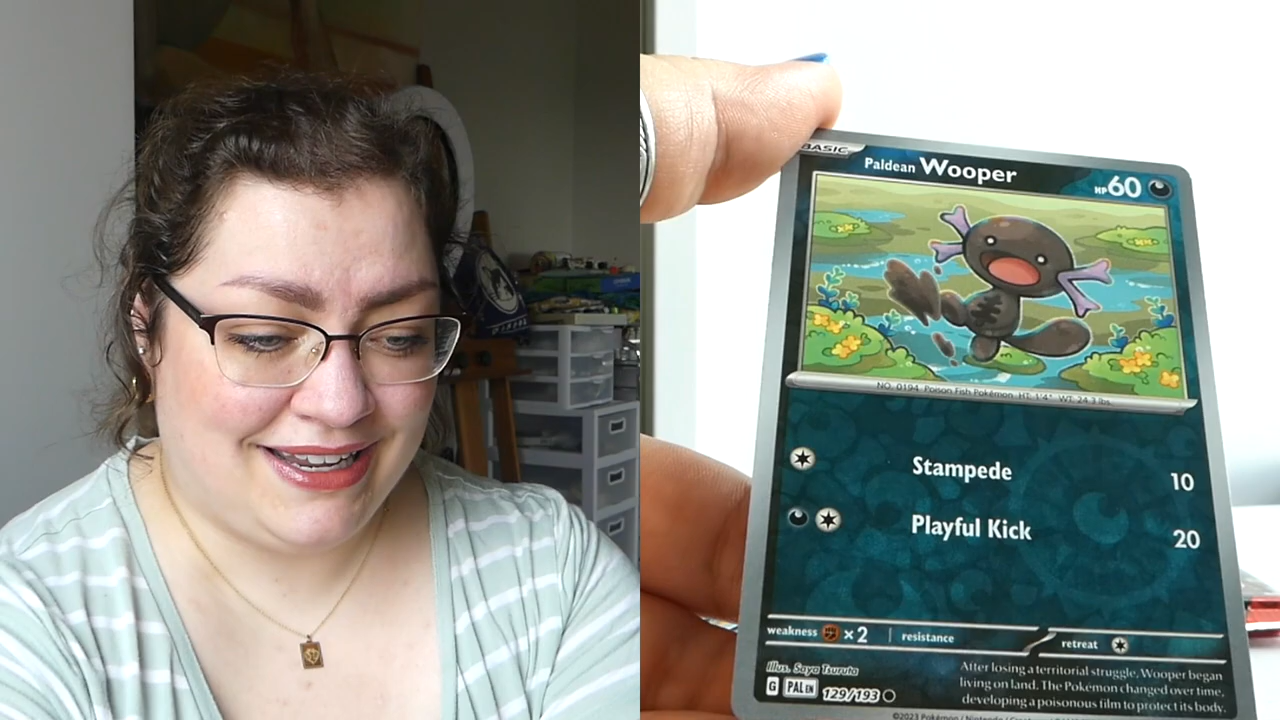 BASIC
Paldean Wooper HP 60
NO. 0194 Poison Fish Pokémon HT: 1'4" WT: 24.3 lbs.
Stampede 10
Playful Kick 20
weakness ×2 resistance retreat
Illus. Saya Tsuruta
G PAL EN 129/193
After losing a territorial struggle, Wooper began
living on land. The Pokémon changed over time,
developing a poisonous film to protect its body.
©2023 Pokémon / Nintendo /